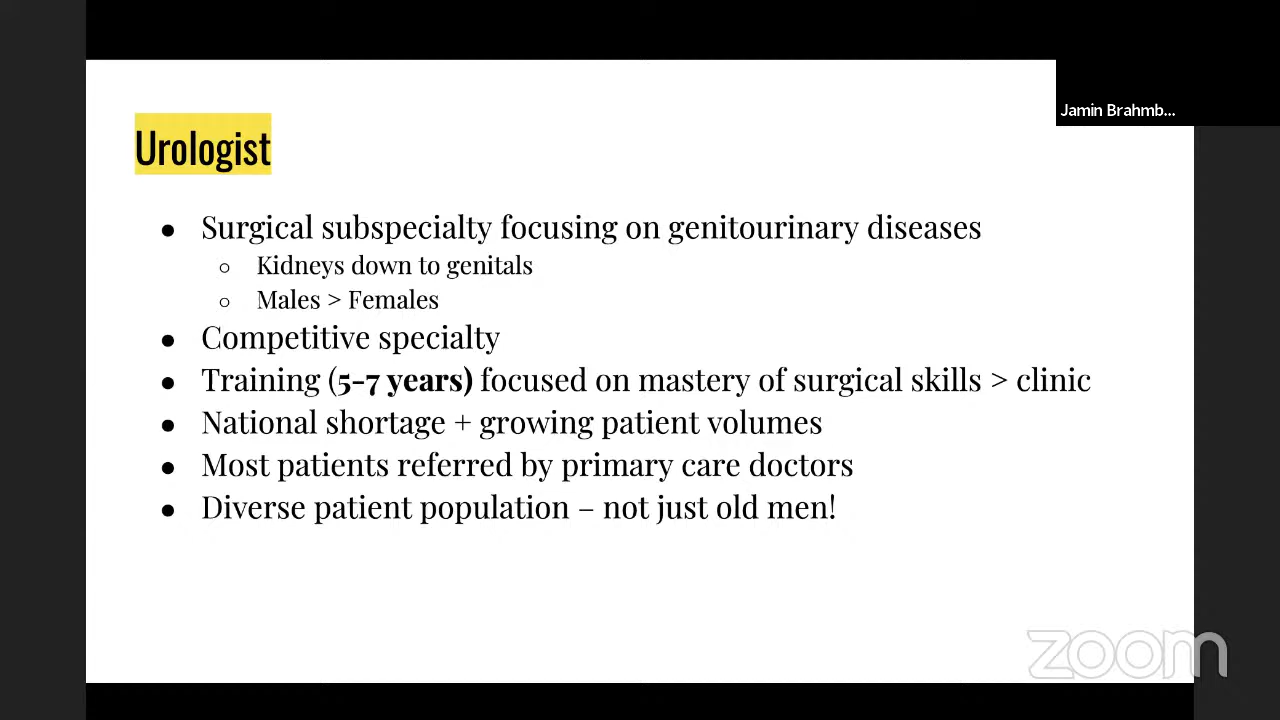 Jamin Brahmb...
Urologist
● Surgical subspecialty focusing on genitourinary diseases
○ Kidneys down to genitals
○ Males > Females
● Competitive specialty
● Training (5-7 years) focused on mastery of surgical skills > clinic
● National shortage + growing patient volumes
● Most patients referred by primary care doctors
● Diverse patient population – not just old men!
zoom